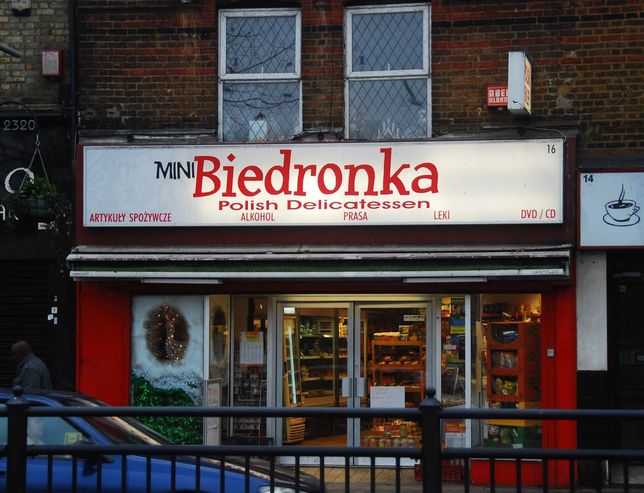 2320
MINI Biedronka
16
Polish Delicatessen
ARTYKUŁY SPOŻYWCZE ALKOHOL PRASA LEKI DVD / CD
14